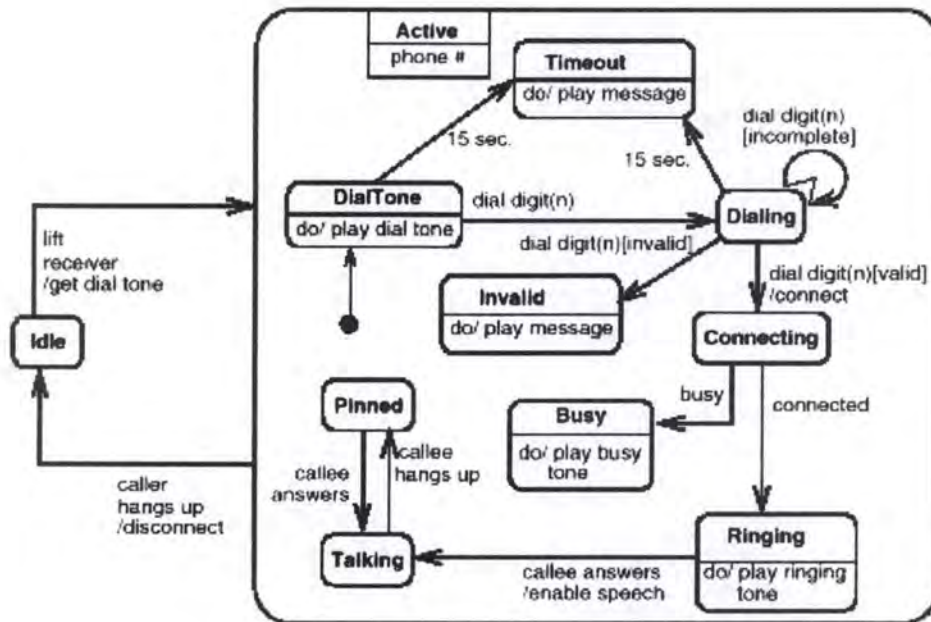 Active
phone #
Timeout
do/ play message
dial digit(n)
[incomplete]
15 sec.
15 sec.
DialTone
do/ play dial tone
dial digit(n)
Dialing
lift
receiver
/get dial tone
dial digit(n)[invalid]
dial digit(n)[valid]
/connect
Invalid
do/ play message
Idle
Connecting
Pinned
busy
connected
Busy
do/ play busy
tone
callee
hangs up
callee
answers
caller
hangs up
/disconnect
Talking
Ringing
do/ play ringing
tone
callee answers
/enable speech